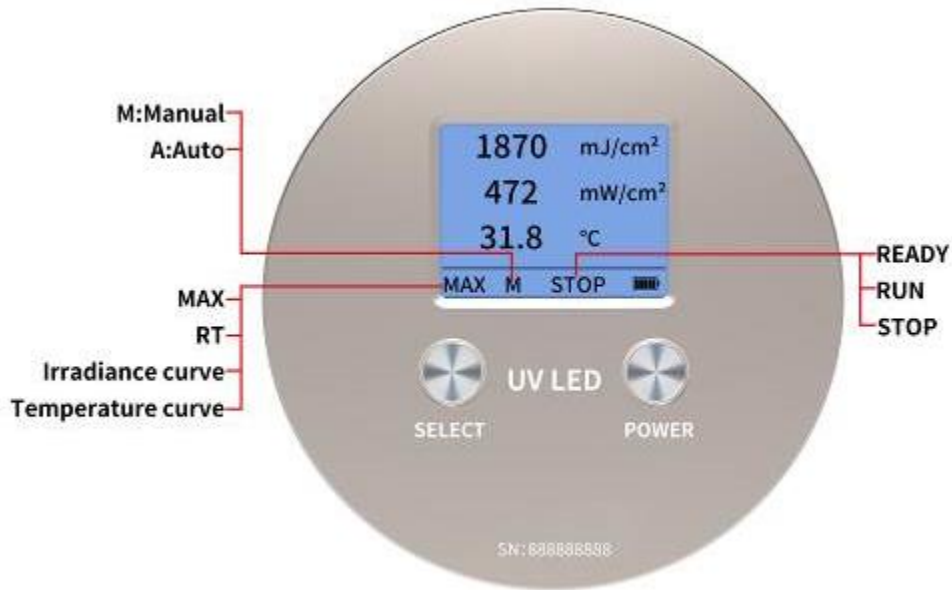 M:Manual
A:Auto
1870 mJ/cm²
472 mW/cm²
31.8 ℃
MAX M STOP
MAX
RT
Irradiance curve
Temperature curve
READY
RUN
STOP
UV LED
SELECT
POWER
SN:888888888